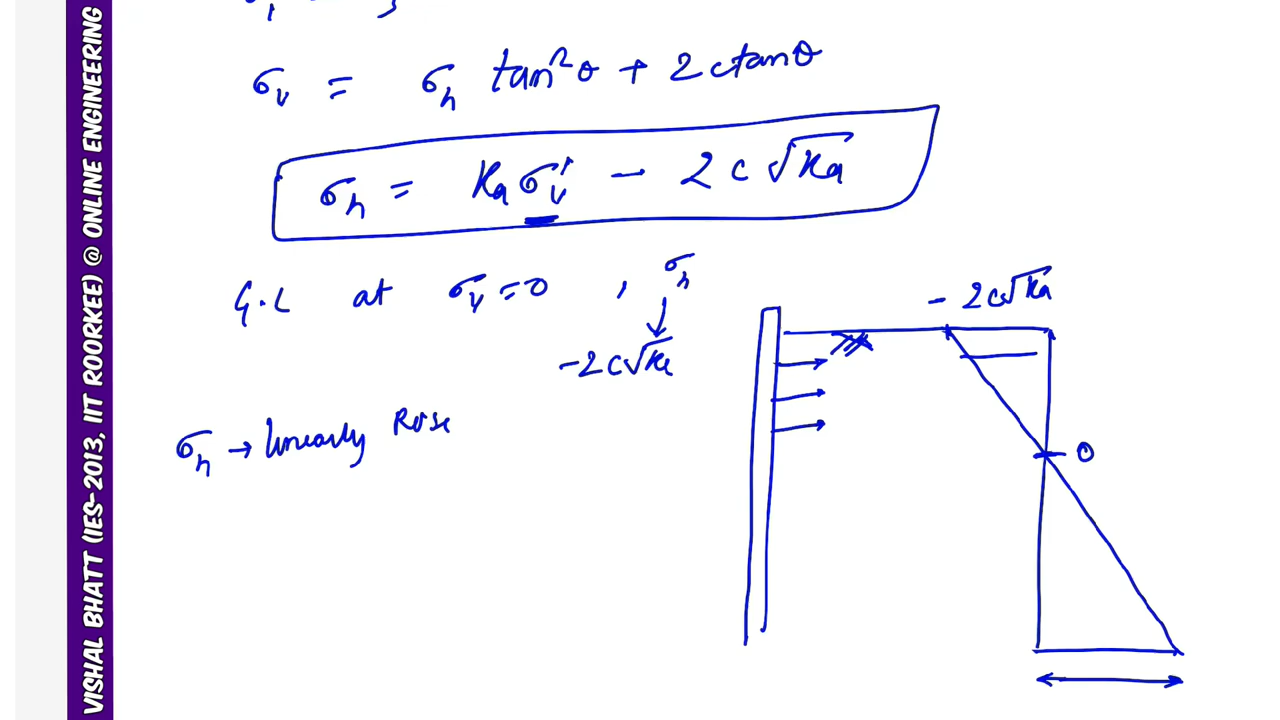 VISHAL BHATT (IES-2013, IIT ROORKEE) @ ONLINE ENGINEERING
σv = σh tan²θ + 2c tanθ
σh = Ka σv' - 2c√Ka
G.L at σv = 0 , σh
-2c√Ka
- 2c√Ka
0
σh → linearly Rise